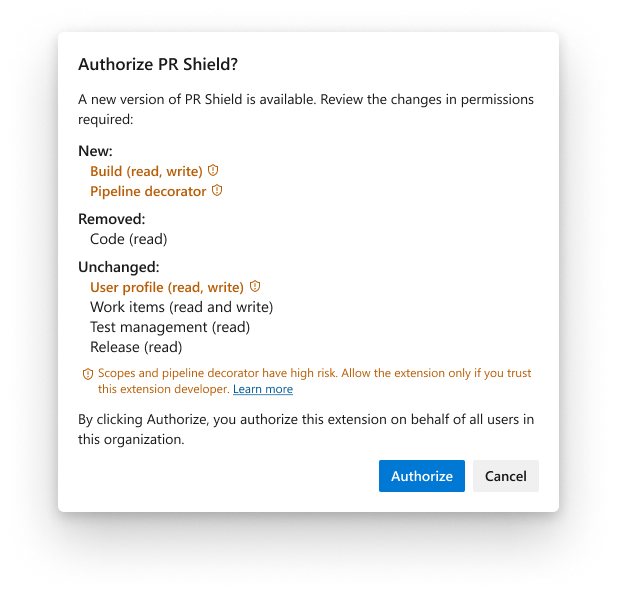 Authorize PR Shield?
A new version of PR Shield is available. Review the changes in permissions
required:
New:
Build (read, write)
Pipeline decorator
Removed:
Code (read)
Unchanged:
User profile (read, write)
Work items (read and write)
Test management (read)
Release (read)
Scopes and pipeline decorator have high risk. Allow the extension only if you trust
this extension developer. Learn more
By clicking Authorize, you authorize this extension on behalf of all users in
this organization.
Authorize Cancel